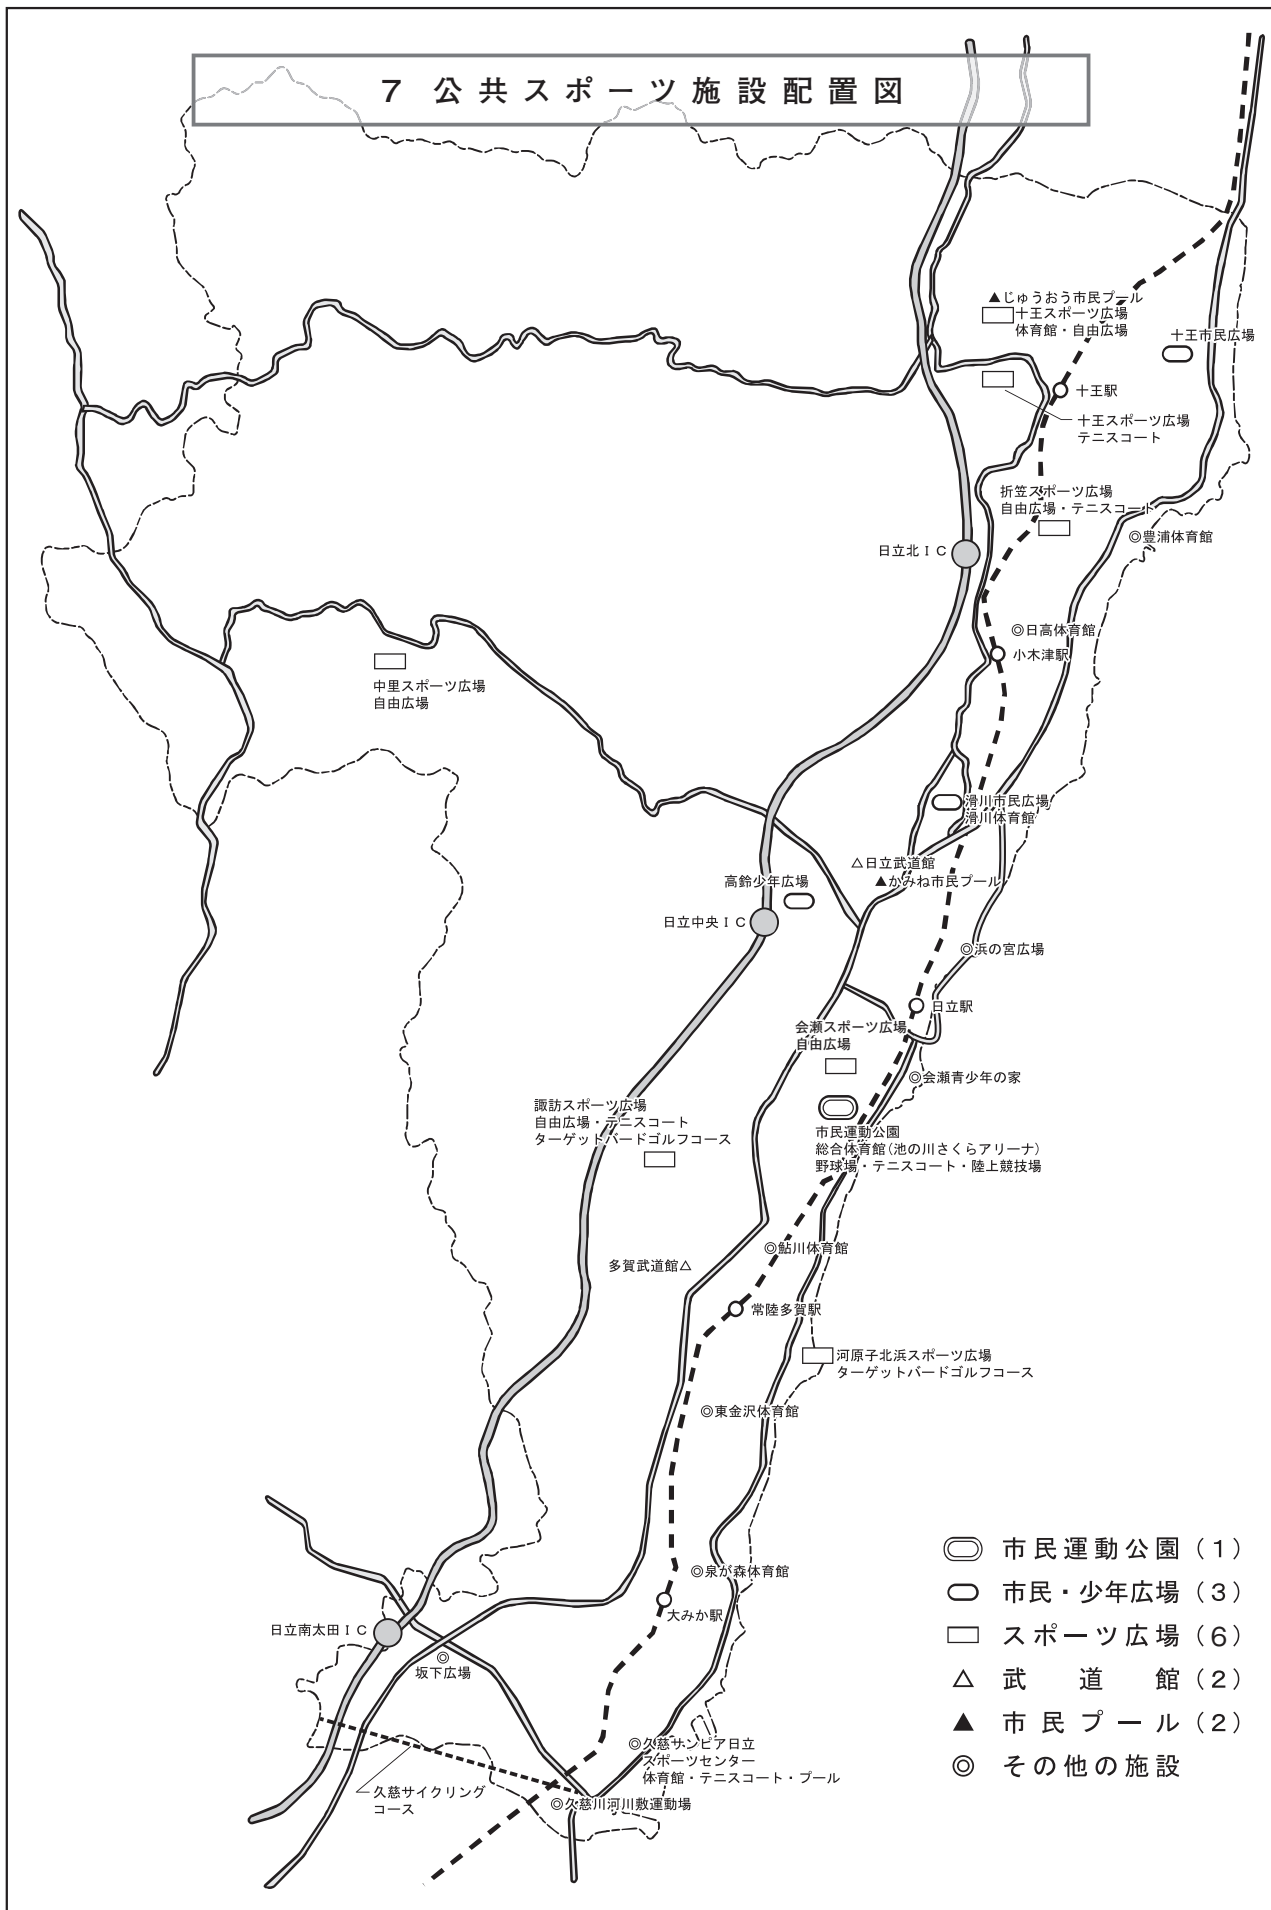 7 公共スポーツ施設配置図
▲じゅうおう市民プール
十王スポーツ広場
体育館・自由広場
十王市民広場
十王駅
十王スポーツ広場
テニスコート
折笠スポーツ広場
自由広場・テニスコート
◎豊浦体育館
日立北IC
◎日高体育館
小木津駅
中里スポーツ広場
自由広場
滑川市民広場
滑川体育館
△日立武道館
▲かみね市民プール
高鈴少年広場
日立中央IC
◎浜の宮広場
日立駅
会瀬スポーツ広場
自由広場
◎会瀬青少年の家
諏訪スポーツ広場
自由広場・テニスコート
ターゲットバードゴルフコース
市民運動公園
総合体育館(池の川さくらアリーナ)
野球場・テニスコート・陸上競技場
◎鮎川体育館
多賀武道館△
常陸多賀駅
河原子北浜スポーツ広場
ターゲットバードゴルフコース
◎東金沢体育館
◎泉が森体育館
大みか駅
日立南太田IC
◎
坂下広場
◎久慈サンピア日立
スポーツセンター
体育館・テニスコート・プール
久慈サイクリング
コース
◎久慈川河川敷運動場
市民運動公園(1)
市民・少年広場(3)
スポーツ広場(6)
△ 武道館(2)
▲ 市民プール(2)
◎ その他の施設